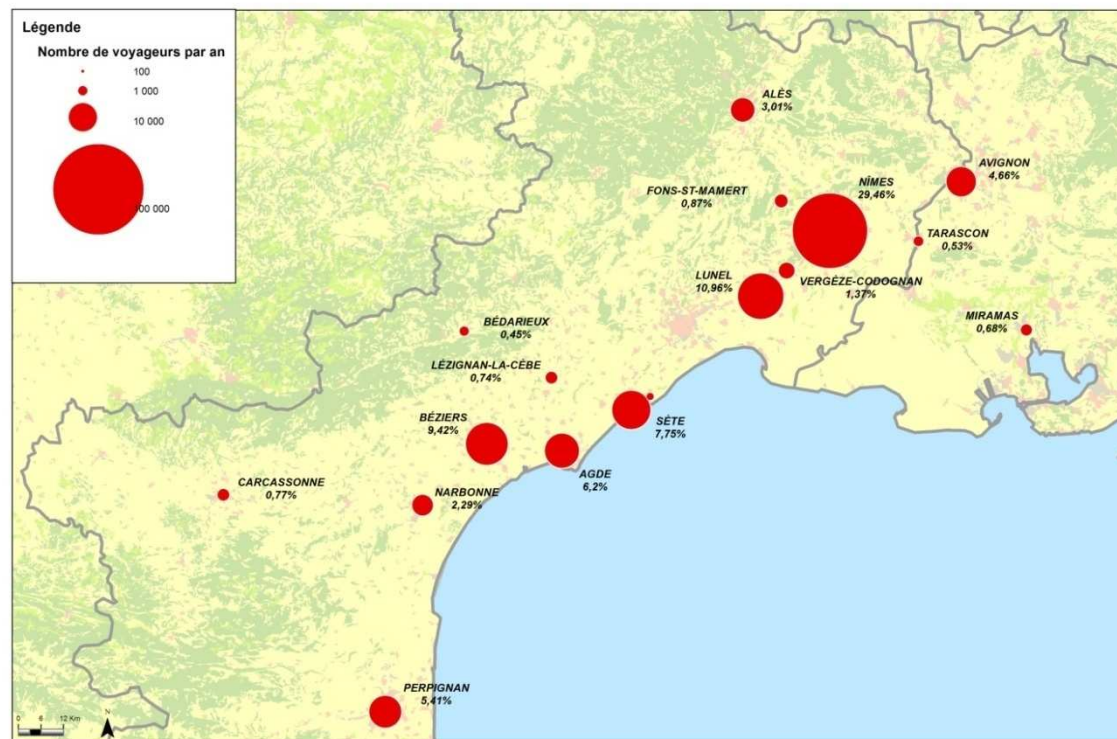 Légende
Nombre de voyageurs par an
100
1 000
10 000
100 000
ALÈS
3,01%
AVIGNON
4,66%
NÎMES
29,46%
FONS-ST-MAMERT
0,87%
TARASCON
0,53%
LUNEL
10,96%
VERGÈZE-CODOGNAN
1,37%
MIRAMAS
0,68%
BÉDARIEUX
0,45%
LÉZIGNAN-LA-CÈBE
0,74%
BÉZIERS
9,42%
SÈTE
7,75%
AGDE
6,2%
CARCASSONNE
0,77%
NARBONNE
2,29%
PERPIGNAN
5,41%
0 6 12 Km
N